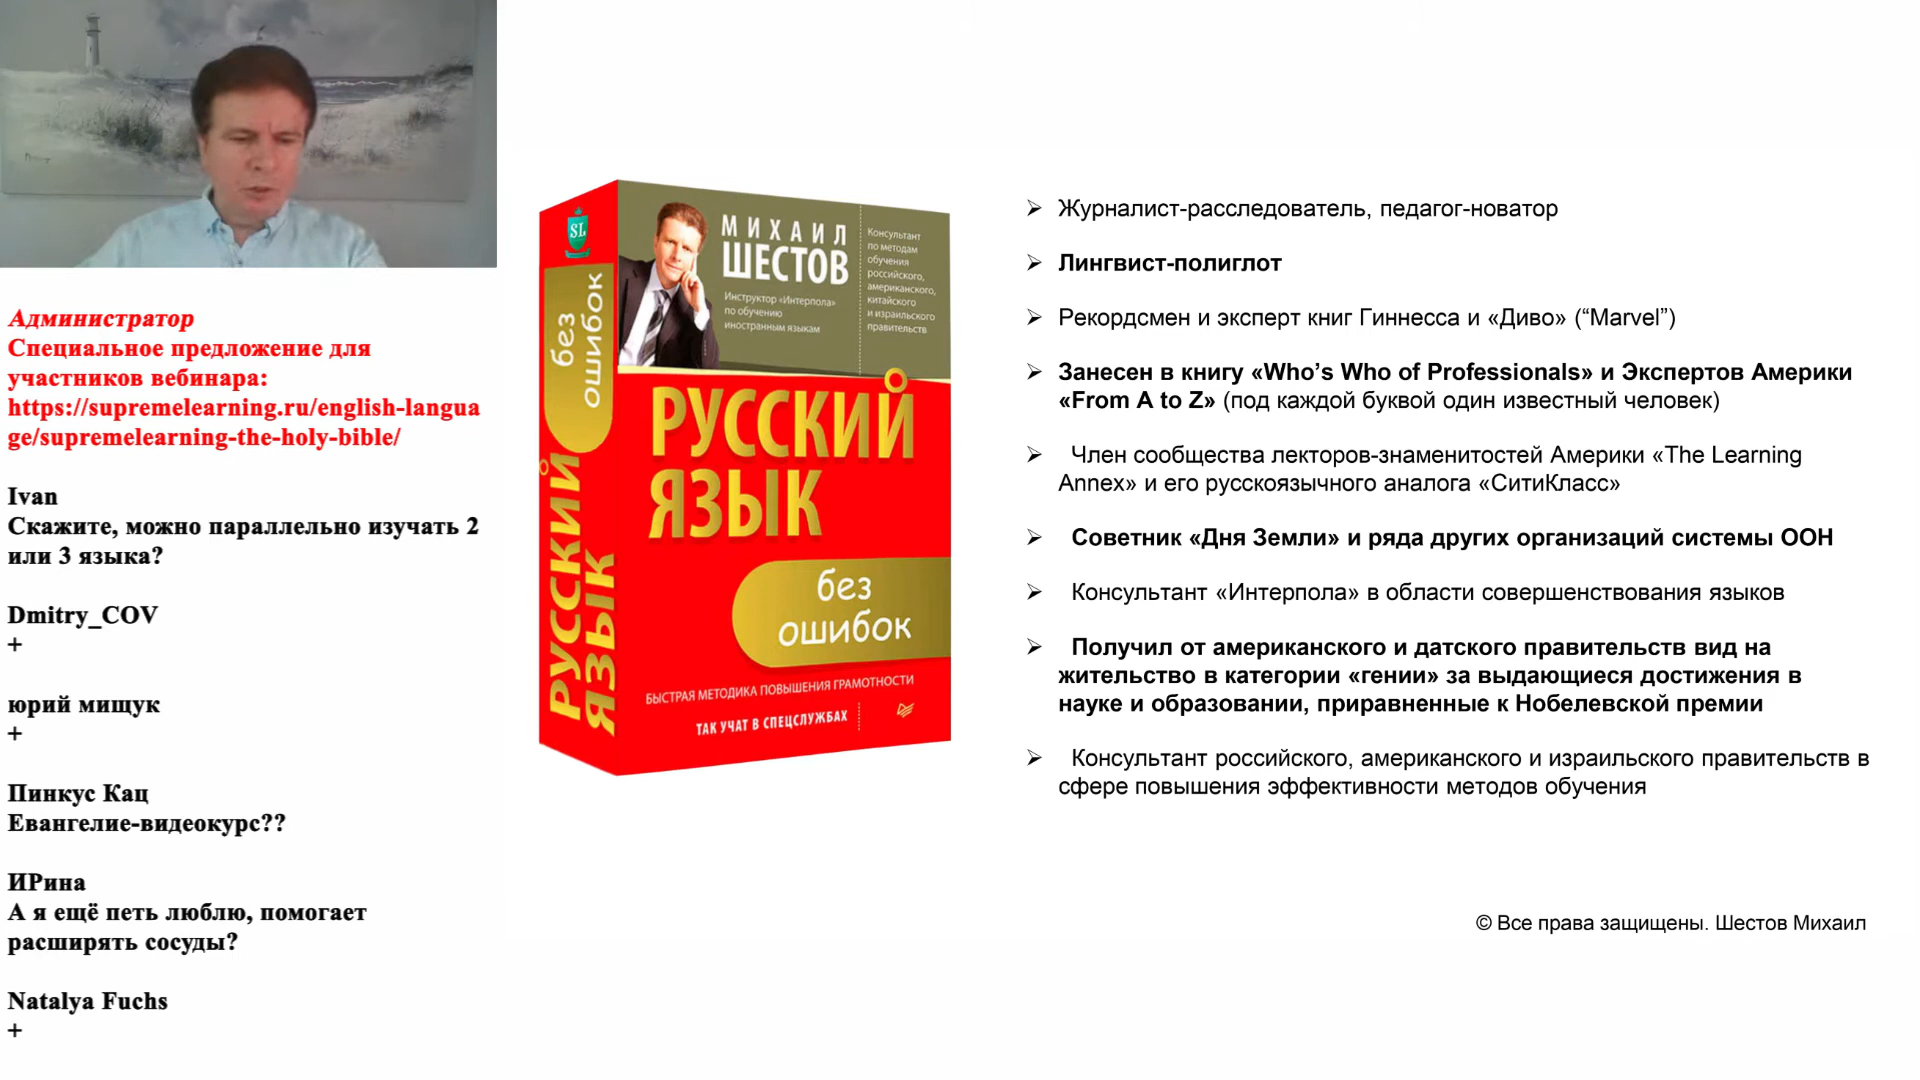 Администратор
Специальное предложение для
участников вебинара:
https://supremelearning.ru/english-langua
ge/supremelearning-the-holy-bible/
Ivan
Скажите, можно параллельно изучать 2
или 3 языка?
Dmitry_COV
+
юрий мищук
+
Пинкус Кац
Евангелие-видеокурс??
ИРина
А я ещё петь люблю, помогает
расширять сосуды?
Natalya Fuchs
+
SL
РУССКИЙ
ЯЗЫК
без
ошибок
МИХАИЛ
ШЕСТОВ
Инструктор «Интерпола»
по обучению
иностранным языкам
Консультант
по методам
обучения
российского,
американского,
китайского
и израильского
правительств
РУССКИЙ
ЯЗЫК
без
ошибок
БЫСТРАЯ МЕТОДИКА ПОВЫШЕНИЯ ГРАМОТНОСТИ
ТАК УЧАТ В СПЕЦСЛУЖБАХ
➢ Журналист-расследователь, педагог-новатор
➢ Лингвист-полиглот
➢ Рекордсмен и эксперт книг Гиннесса и «Диво» (“Marvel”)
➢ Занесен в книгу «Who’s Who of Professionals» и Экспертов Америки
«From A to Z» (под каждой буквой один известный человек)
➢ Член сообщества лекторов-знаменитостей Америки «The Learning
Annex» и его русскоязычного аналога «СитиКласс»
➢ Советник «Дня Земли» и ряда других организаций системы ООН
➢ Консультант «Интерпола» в области совершенствования языков
➢ Получил от американского и датского правительств вид на
жительство в категории «гении» за выдающиеся достижения в
науке и образовании, приравненные к Нобелевской премии
➢ Консультант российского, американского и израильского правительств в
сфере повышения эффективности методов обучения
© Все права защищены. Шестов Михаил